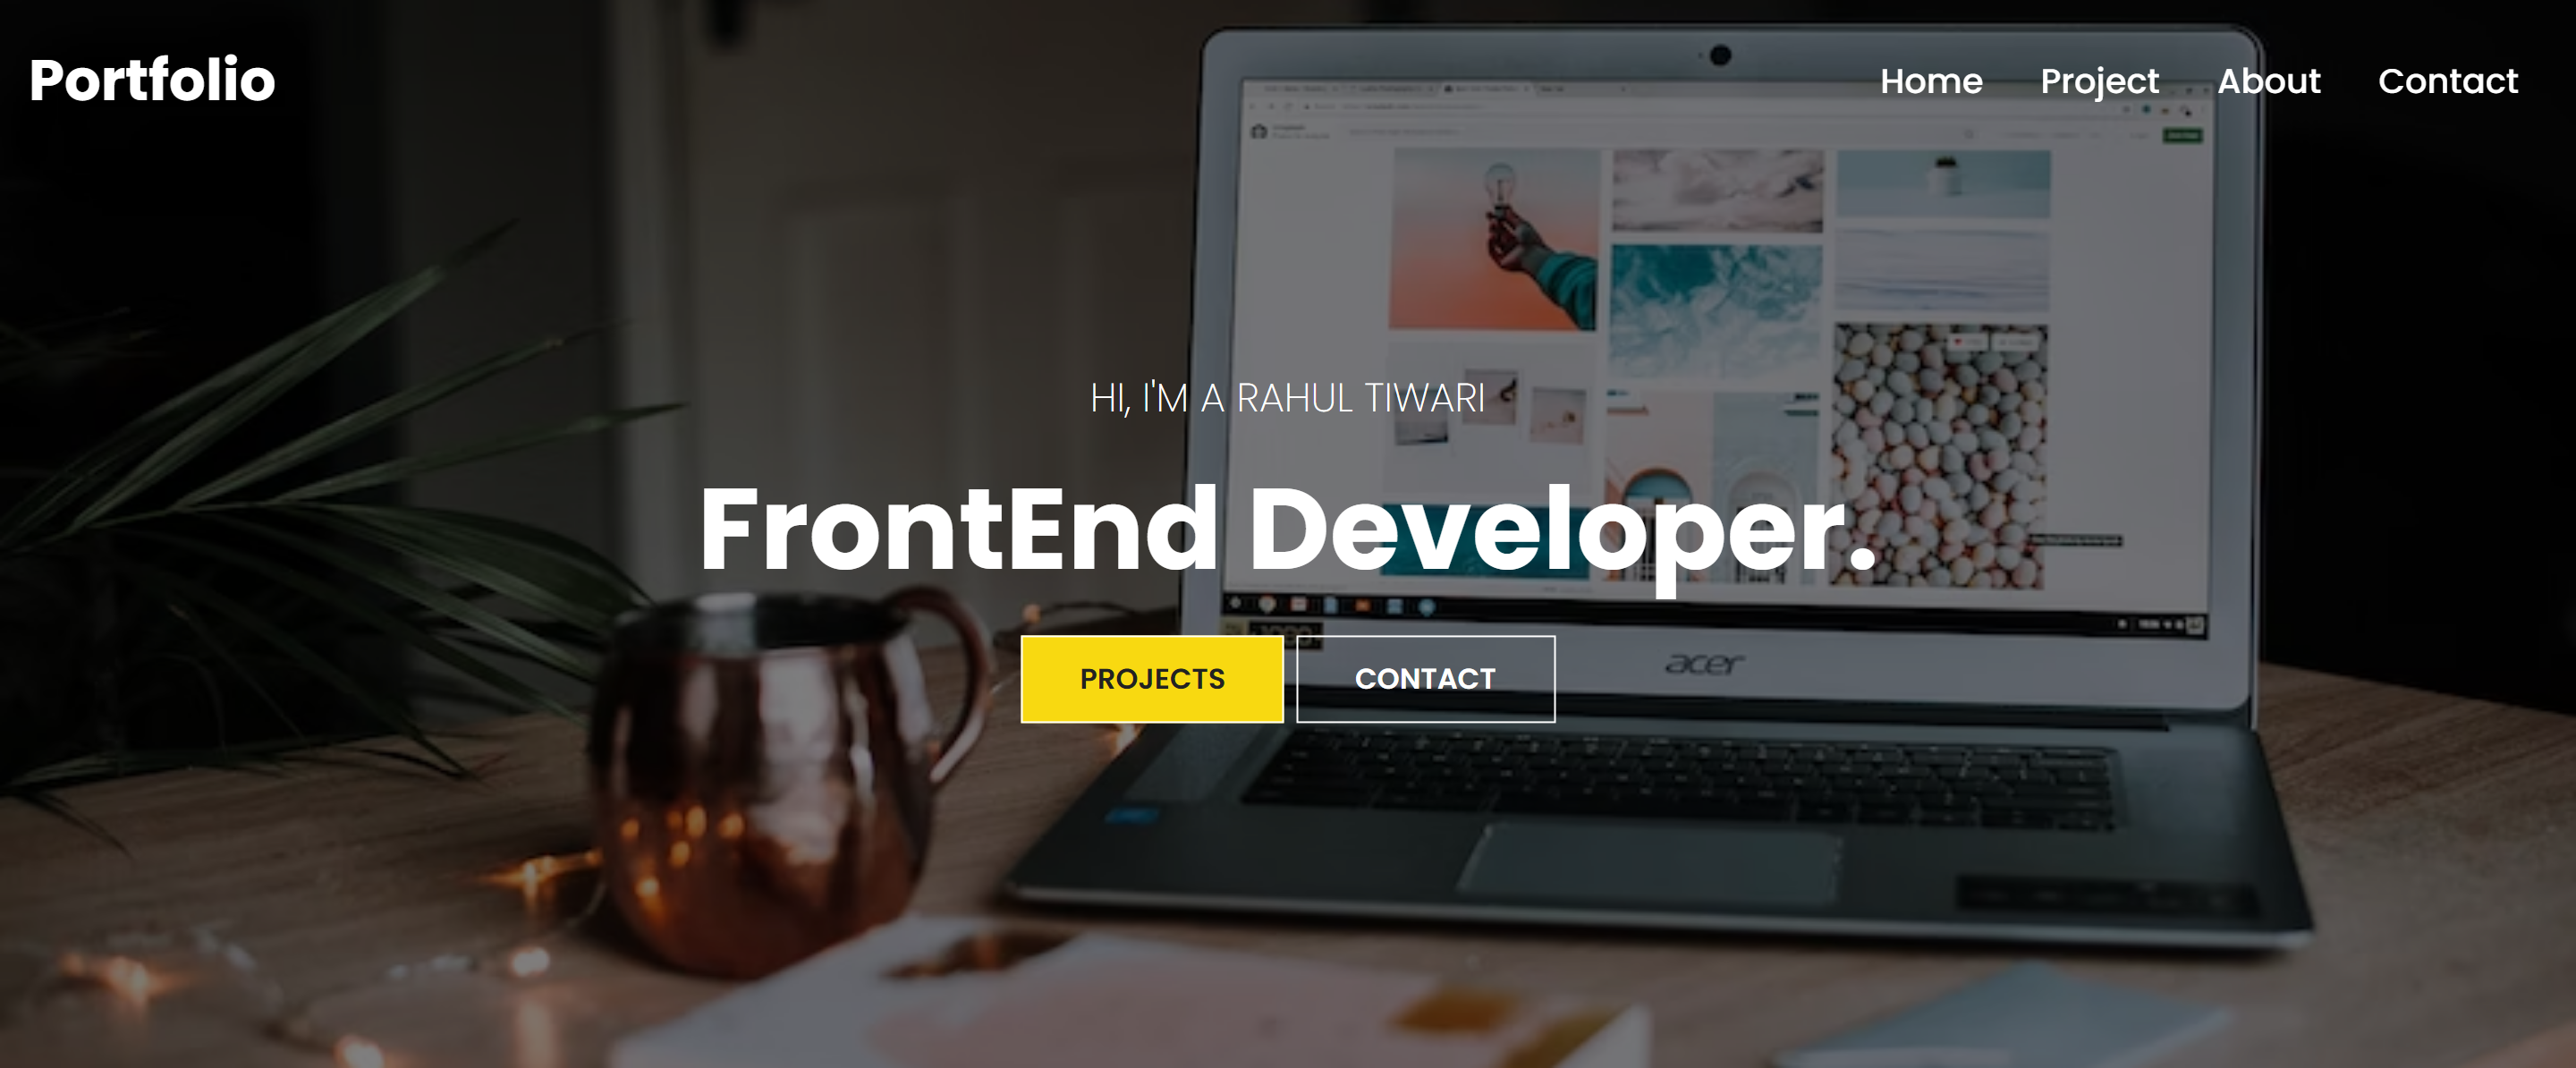 Portfolio
Home Project About Contact
HI, I'M A RAHUL TIWARI
FrontEnd Developer.
PROJECTS CONTACT
acer